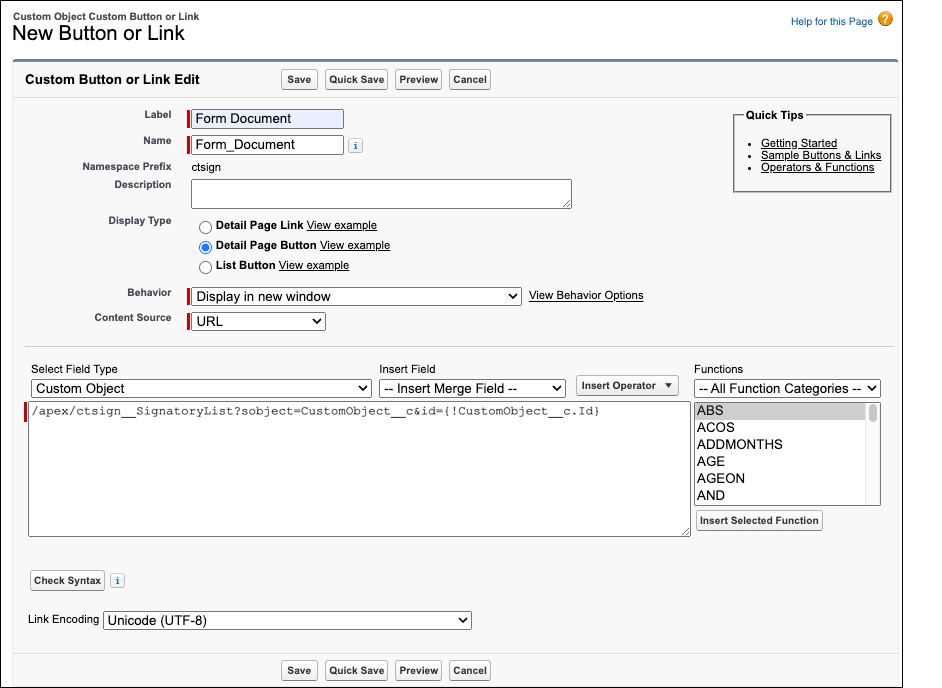 Custom Object Custom Button or Link
New Button or Link
Help for this Page ?
Custom Button or Link Edit
Save Quick Save Preview Cancel
Label Form Document
Name Form_Document i
Namespace Prefix ctsign
Description
Display Type
Detail Page Link View example
Detail Page Button View example
List Button View example
Behavior Display in new window View Behavior Options
Content Source URL
Quick Tips
Getting Started
Sample Buttons & Links
Operators & Functions
Select Field Type Insert Field Functions
Custom Object -- Insert Merge Field -- Insert Operator -- All Function Categories --
/apex/ctsign__SignatoryList?sobject=CustomObject__c&id={!CustomObject__c.Id}
ABS
ACOS
ADDMONTHS
AGE
AGEON
AND
Insert Selected Function
Check Syntax i
Link Encoding Unicode (UTF-8)
Save Quick Save Preview Cancel